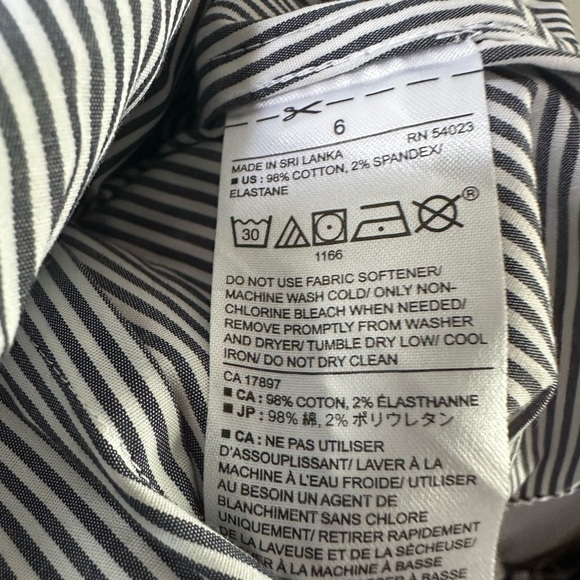 6
RN 54023
MADE IN SRI LANKA
■ US : 98% COTTON, 2% SPANDEX/
ELASTANE
30
®
1166
DO NOT USE FABRIC SOFTENER/
MACHINE WASH COLD/ ONLY NON-
CHLORINE BLEACH WHEN NEEDED/
REMOVE PROMPTLY FROM WASHER
AND DRYER/ TUMBLE DRY LOW/ COOL
IRON/ DO NOT DRY CLEAN
CA 17897
■ CA : 98% COTON, 2% ÉLASTHANNE
■ JP : 98% 綿, 2% ポリウレタン
■ CA : NE PAS UTILISER
D'ASSOUPLISSANT/ LAVER À LA
MACHINE À L'EAU FROIDE/ UTILISER
AU BESOIN UN AGENT DE
BLANCHIMENT SANS CHLORE
UNIQUEMENT/ RETIRER RAPIDEMENT
DE LA LAVEUSE ET DE LA SÉCHEUSE/
À LA MACHINE À BASSE